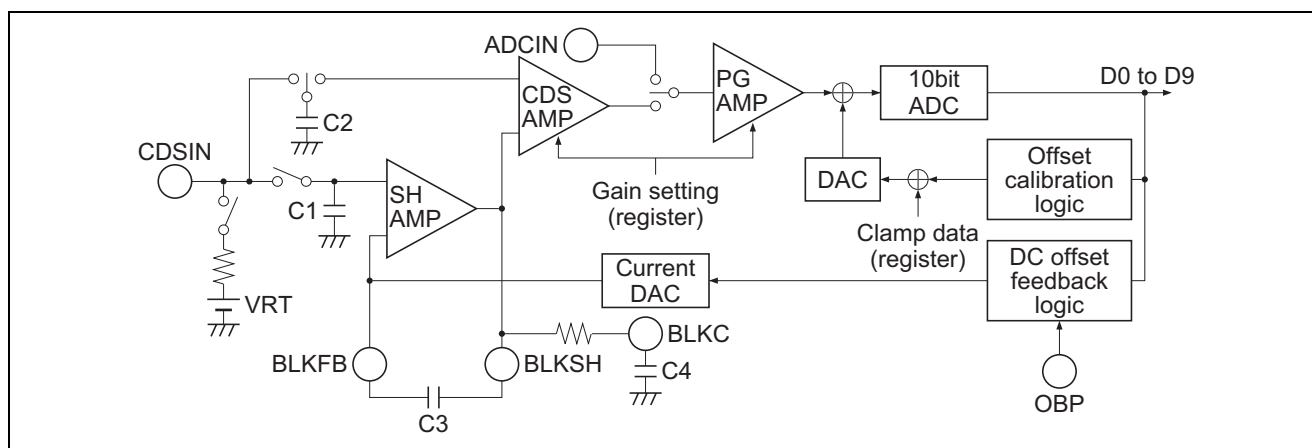 ADCIN
PG
AMP
10bit
ADC
D0 to D9
CDS
AMP
C2
CDSIN
SH
AMP
C1
Gain setting
(register)
DAC
Offset
calibration
logic
Clamp data
(register)
Current
DAC
DC offset
feedback
logic
VRT
BLKFB
BLKSH
BLKC
C4
C3
OBP